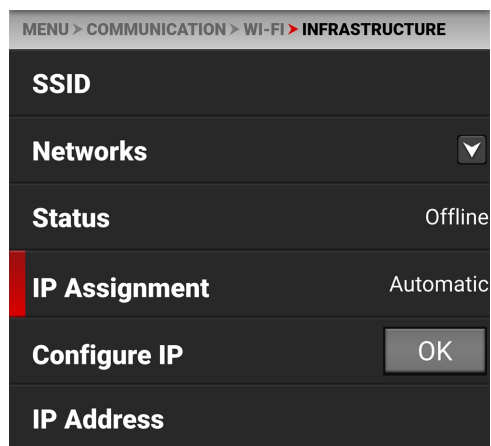 MENU > COMMUNICATION > WI-FI > INFRASTRUCTURE
SSID
Networks
Status Offline
IP Assignment Automatic
Configure IP OK
IP Address